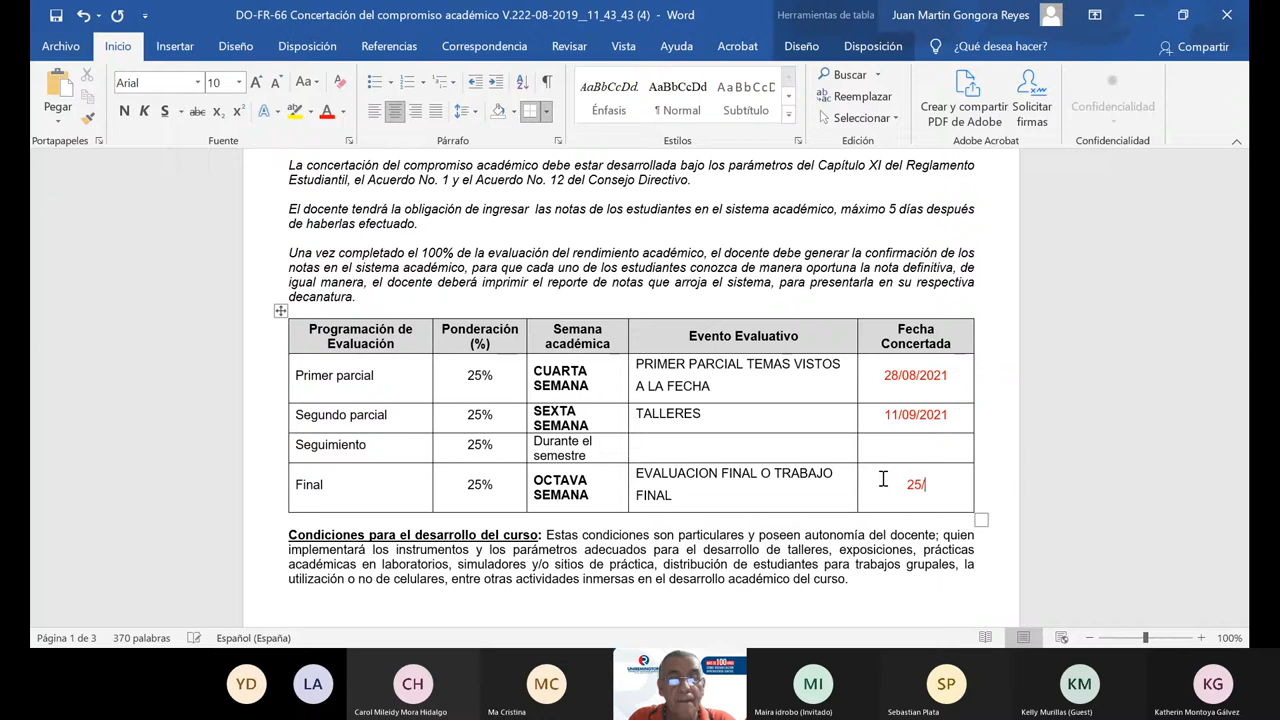 DO-FR-66 Concertación del compromiso académico V.222-08-2019__11_43_43 (4) - Word
Herramientas de tabla
Juan Martin Gongora Reyes
Archivo
Inicio
Insertar
Diseño
Disposición
Referencias
Correspondencia
Revisar
Vista
Ayuda
Acrobat
Diseño
Disposición
¿Qué desea hacer?
Compartir
Pegar
Arial
10
N K S abc x₂ x²
Portapapeles
Fuente
Párrafo
AaBbCcDd.
AaBbCcDd
AaBbCcD
Énfasis
¶ Normal
Subtítulo
Estilos
Buscar
Reemplazar
Seleccionar
Edición
Crear y compartir
PDF de Adobe
Solicitar
firmas
Adobe Acrobat
Confidencialidad
Confidencialidad
La concertación del compromiso académico debe estar desarrollada bajo los parámetros del Capítulo XI del Reglamento
Estudiantil, el Acuerdo No. 1 y el Acuerdo No. 12 del Consejo Directivo.
El docente tendrá la obligación de ingresar las notas de los estudiantes en el sistema académico, máximo 5 días después
de haberlas efectuado.
Una vez completado el 100% de la evaluación del rendimiento académico, el docente debe generar la confirmación de los
notas en el sistema académico, para que cada uno de los estudiantes conozca de manera oportuna la nota definitiva, de
igual manera, el docente deberá imprimir el reporte de notas que arroja el sistema, para presentarla en su respectiva
decanatura.
Programación de
Evaluación
Ponderación
(%)
Semana
académica
Evento Evaluativo
Fecha
Concertada
Primer parcial
25%
CUARTA
SEMANA
PRIMER PARCIAL TEMAS VISTOS
A LA FECHA
28/08/2021
Segundo parcial
25%
SEXTA
SEMANA
TALLERES
11/09/2021
Seguimiento
25%
Durante el
semestre
Final
25%
OCTAVA
SEMANA
EVALUACION FINAL O TRABAJO
FINAL
25/
Condiciones para el desarrollo del curso: Estas condiciones son particulares y poseen autonomía del docente; quien
implementará los instrumentos y los parámetros adecuados para el desarrollo de talleres, exposiciones, prácticas
académicas en laboratorios, simuladores y/o sitios de práctica, distribución de estudiantes para trabajos grupales, la
utilización o no de celulares, entre otras actividades inmersas en el desarrollo académico del curso.
Página 1 de 3
370 palabras
Español (España)
100%
YD
LA
CH
Carol Mileidy Mora Hidalgo
MC
Ma Cristina
UNIREMINGTON
MÁS DE 100 AÑOS
MI
Maira idrobo (Invitado)
SP
Sebastian Plata
KM
Kelly Murillas (Guest)
KG
Katherin Montoya Gálvez